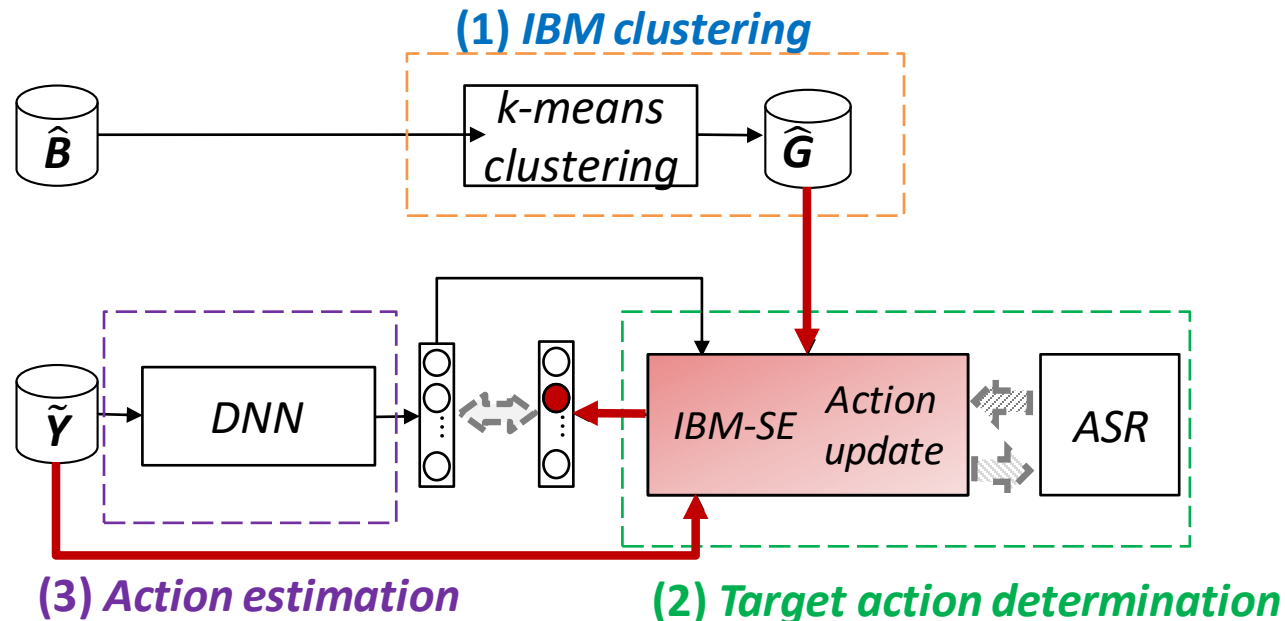 (1) IBM clustering
k-means
clustering
B̂
Ĝ
Ỹ
DNN
IBM-SE
Action
update
ASR
(3) Action estimation
(2) Target action determination